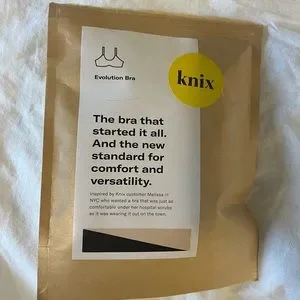 Evolution Bra
knix
The bra that
started it all.
And the new
standard for
comfort and
versatility.
Inspired by Knix customer Melissa in
NYC who wanted a bra that was just as
comfortable under her hospital scrubs
as it was wearing it out on the town.